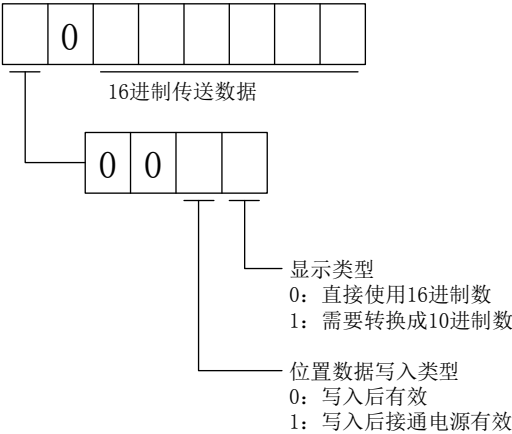 0
16进制传送数据
0 0
显示类型
0：直接使用16进制数
1：需要转换成10进制数
位置数据写入类型
0：写入后有效
1：写入后接通电源有效